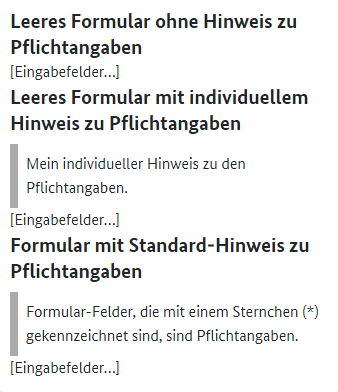 Leeres Formular ohne Hinweis zu
Pflichtangaben
[Eingabefelder...]
Leeres Formular mit individuellem
Hinweis zu Pflichtangaben
Mein individueller Hinweis zu den
Pflichtangaben.
[Eingabefelder...]
Formular mit Standard-Hinweis zu
Pflichtangaben
Formular-Felder, die mit einem Sternchen (*)
gekennzeichnet sind, sind Pflichtangaben.
[Eingabefelder...]